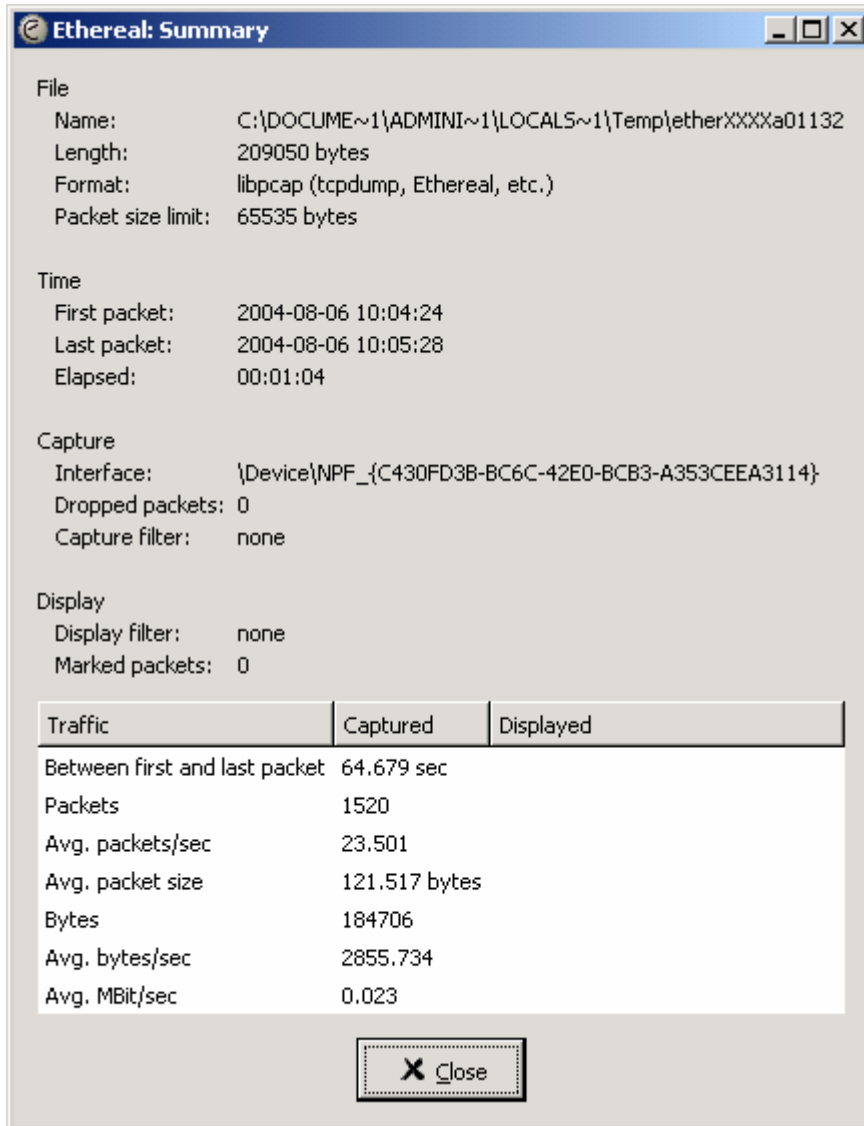 Ethereal: Summary
File
Name: C:\DOCUME~1\ADMINI~1\LOCALS~1\Temp\etherXXXXa01132
Length: 209050 bytes
Format: libpcap (tcpdump, Ethereal, etc.)
Packet size limit: 65535 bytes
Time
First packet: 2004-08-06 10:04:24
Last packet: 2004-08-06 10:05:28
Elapsed: 00:01:04
Capture
Interface: \Device\NPF_{C430FD3B-BC6C-42E0-BCB3-A353CEEA3114}
Dropped packets: 0
Capture filter: none
Display
Display filter: none
Marked packets: 0
Traffic Captured Displayed
Between first and last packet 64.679 sec
Packets 1520
Avg. packets/sec 23.501
Avg. packet size 121.517 bytes
Bytes 184706
Avg. bytes/sec 2855.734
Avg. MBit/sec 0.023
Close